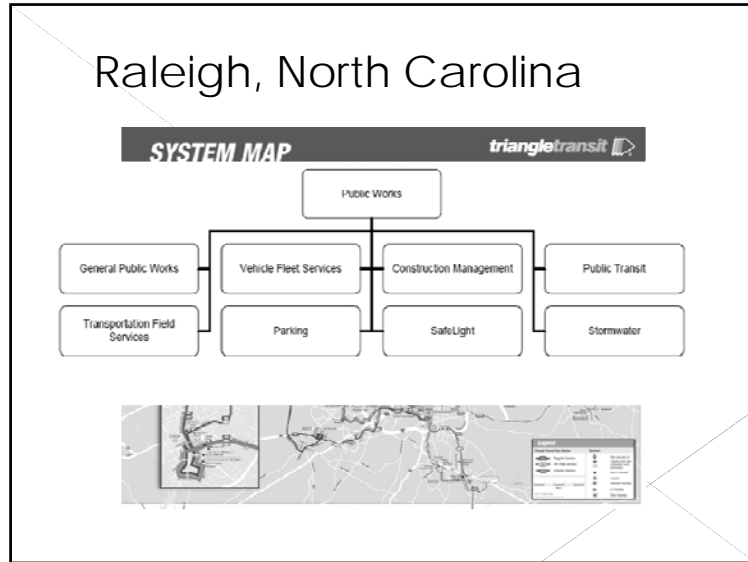 Raleigh, North Carolina
SYSTEM MAP
triangletransit
Public Works
General Public Works
Vehicle Fleet Services
Construction Management
Public Transit
Transportation Field
Services
Parking
SafeLight
Stormwater
Legend